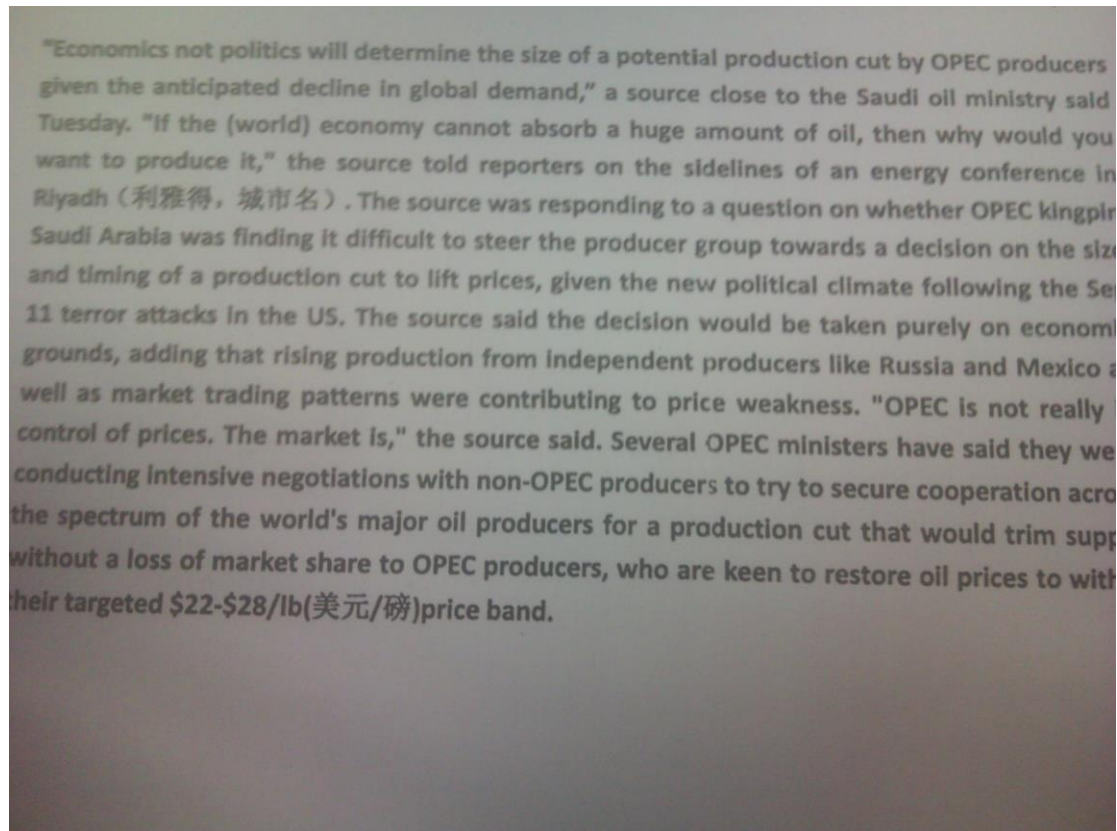 "Economics not politics will determine the size of a potential production cut by OPEC producers
given the anticipated decline in global demand," a source close to the Saudi oil ministry said
Tuesday. "If the (world) economy cannot absorb a huge amount of oil, then why would you
want to produce it," the source told reporters on the sidelines of an energy conference in
Riyadh（利雅得，城市名）. The source was responding to a question on whether OPEC kingpin
Saudi Arabia was finding it difficult to steer the producer group towards a decision on the size
and timing of a production cut to lift prices, given the new political climate following the Sep
11 terror attacks in the US. The source said the decision would be taken purely on economi
grounds, adding that rising production from independent producers like Russia and Mexico a
well as market trading patterns were contributing to price weakness. "OPEC is not really
control of prices. The market is," the source said. Several OPEC ministers have said they we
conducting intensive negotiations with non-OPEC producers to try to secure cooperation acro
the spectrum of the world's major oil producers for a production cut that would trim supp
without a loss of market share to OPEC producers, who are keen to restore oil prices to with
their targeted $22-$28/lb(美元/磅)price band.